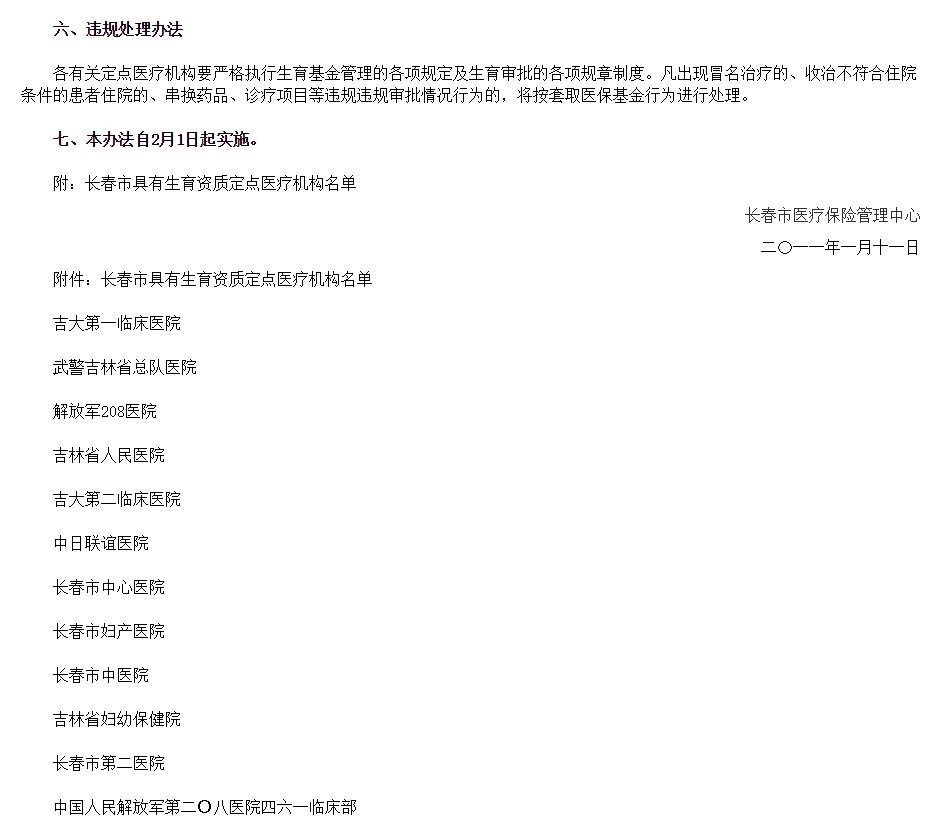 六、违规处理办法
各有关定点医疗机构要严格执行生育基金管理的各项规定及生育审批的各项规章制度。凡出现冒名治疗的、收治不符合住院
条件的患者住院的、串换药品、诊疗项目等违规违规审批情况行为的，将按套取医保基金行为进行处理。
七、本办法自2月1日起实施。
附：长春市具有生育资质定点医疗机构名单
长春市医疗保险管理中心
二〇一一年一月十一日
附件：长春市具有生育资质定点医疗机构名单
吉大第一临床医院
武警吉林省总队医院
解放军208医院
吉林省人民医院
吉大第二临床医院
中日联谊医院
长春市中心医院
长春市妇产医院
长春市中医院
吉林省妇幼保健院
长春市第二医院
中国人民解放军第二〇八医院四六一临床部